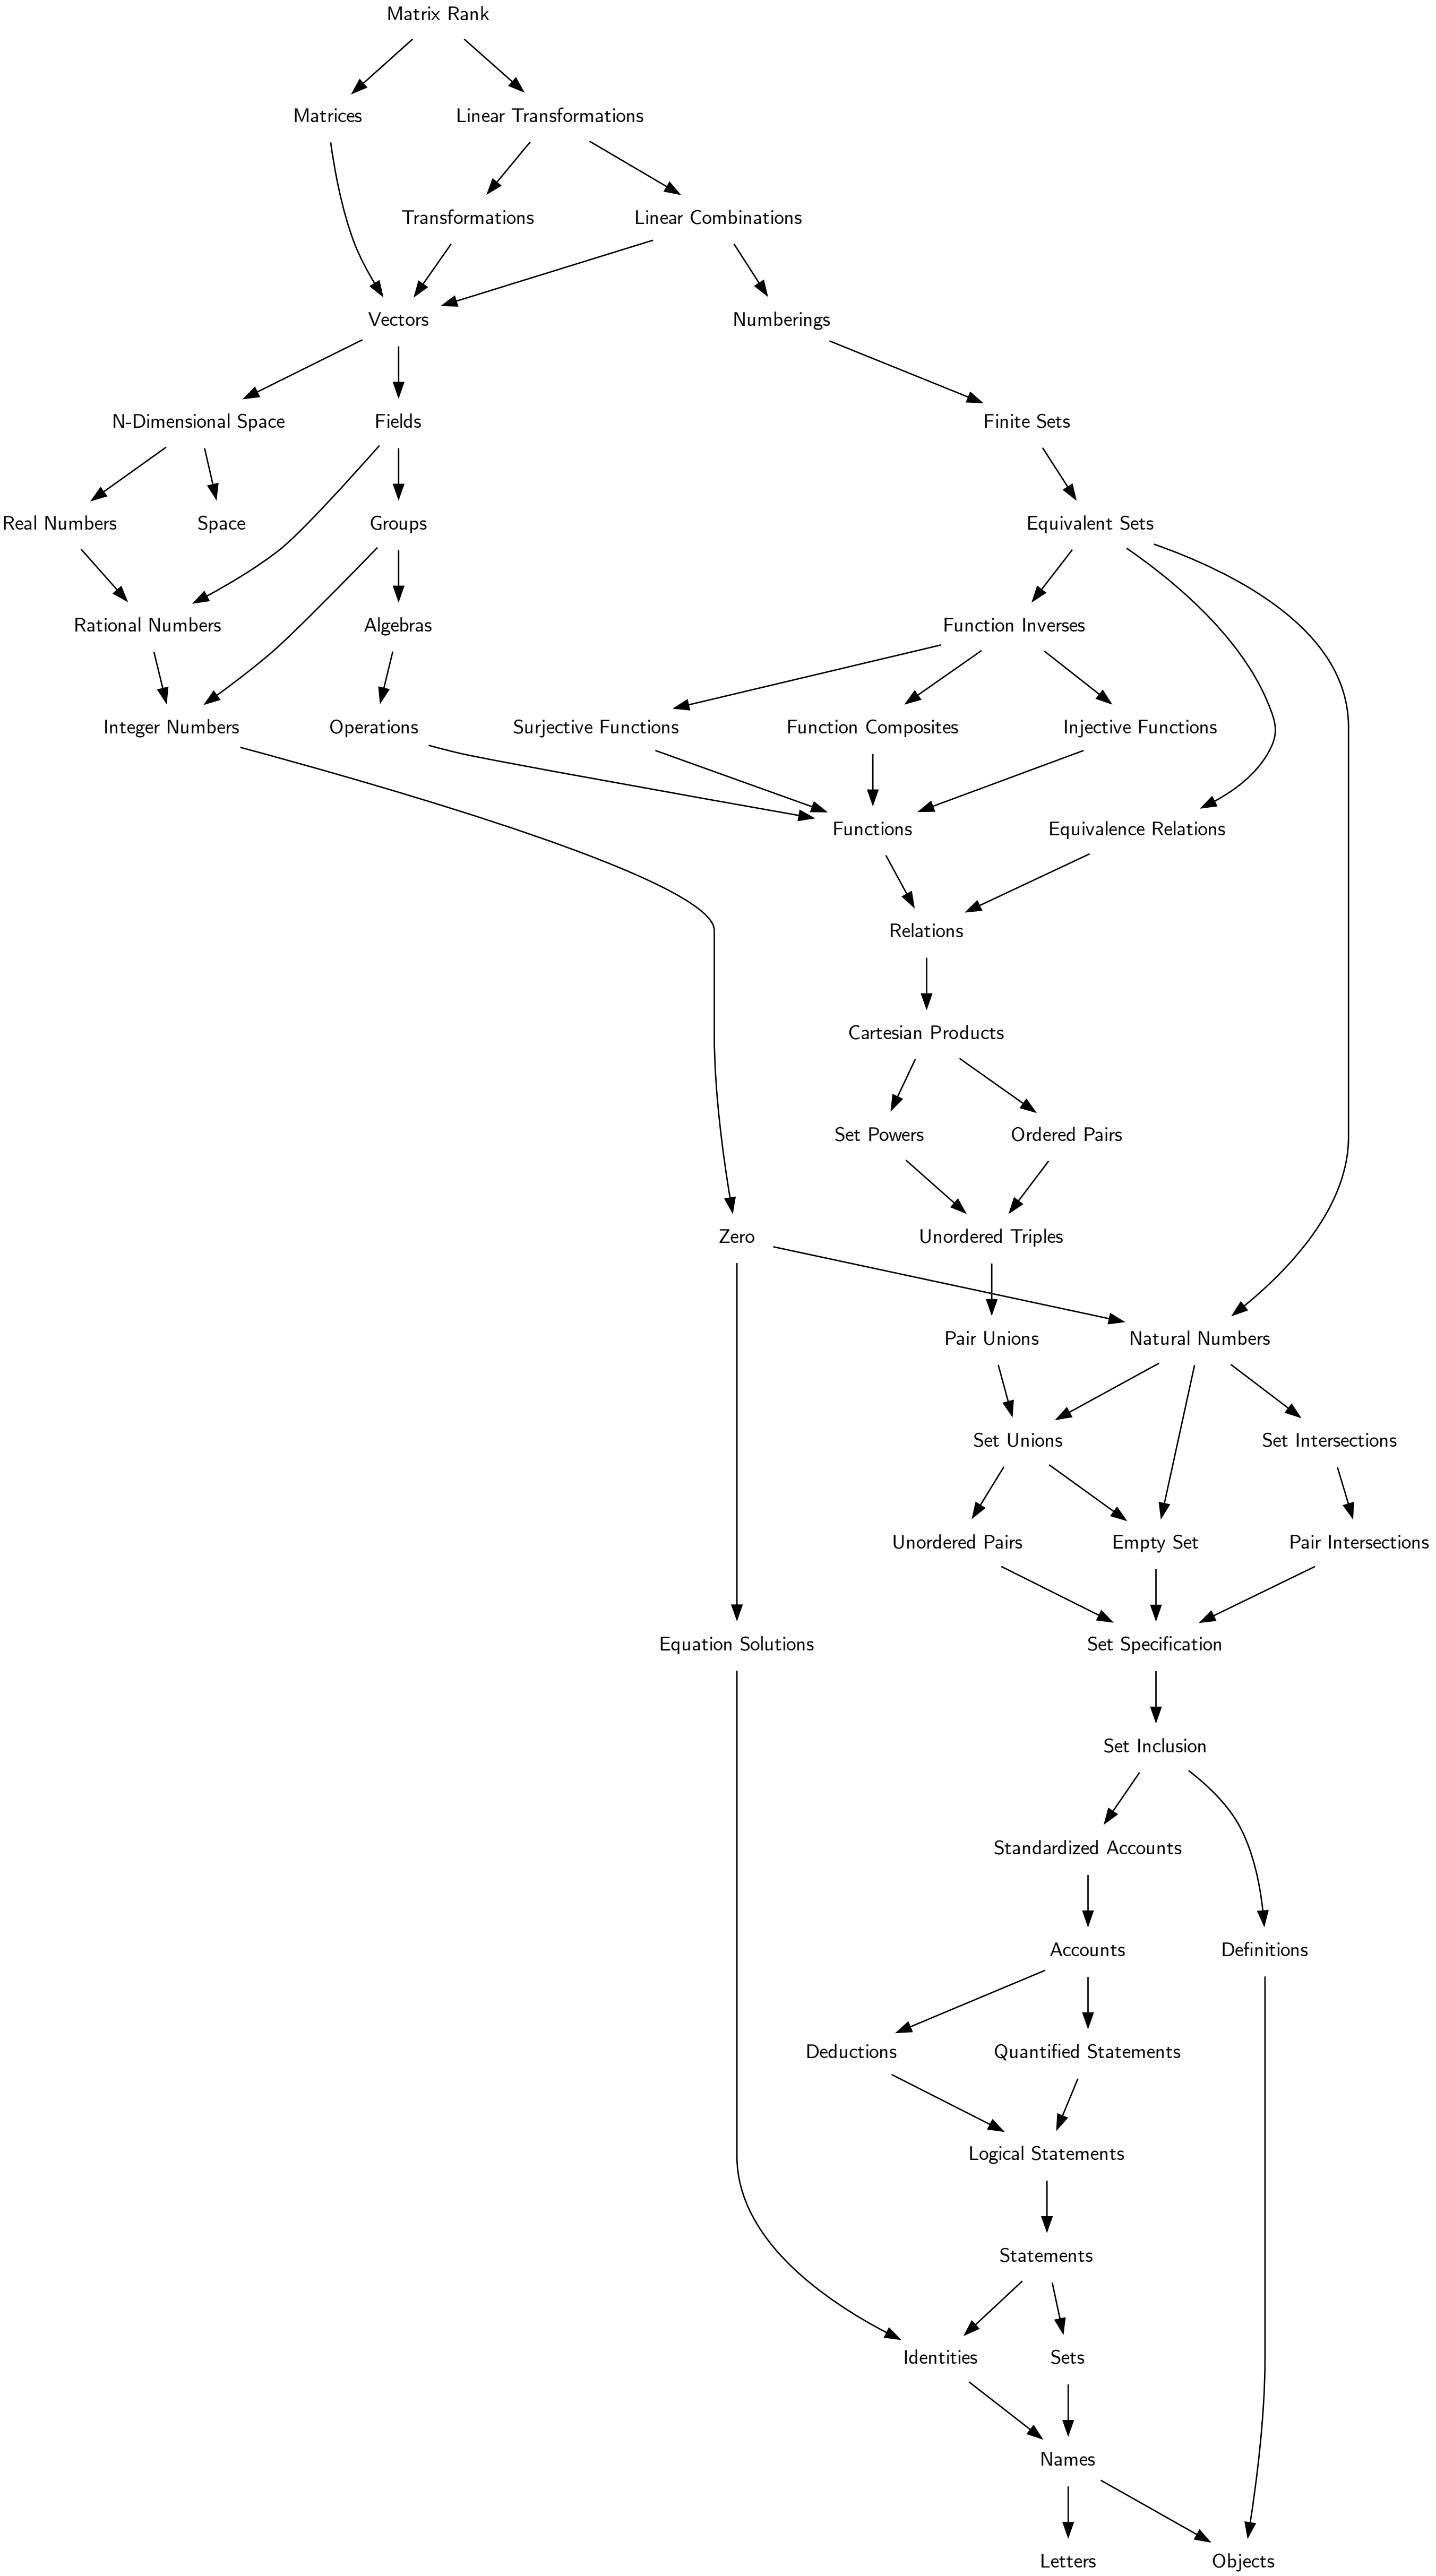 Matrix Rank
Matrices
Linear Transformations
Transformations
Linear Combinations
Vectors
Numberings
N-Dimensional Space
Fields
Finite Sets
Real Numbers
Space
Groups
Equivalent Sets
Rational Numbers
Algebras
Function Inverses
Integer Numbers
Operations
Surjective Functions
Function Composites
Injective Functions
Functions
Equivalence Relations
Relations
Cartesian Products
Set Powers
Ordered Pairs
Zero
Unordered Triples
Pair Unions
Natural Numbers
Set Unions
Set Intersections
Unordered Pairs
Empty Set
Pair Intersections
Equation Solutions
Set Specification
Set Inclusion
Standardized Accounts
Accounts
Definitions
Deductions
Quantified Statements
Logical Statements
Statements
Identities
Sets
Names
Letters
Objects